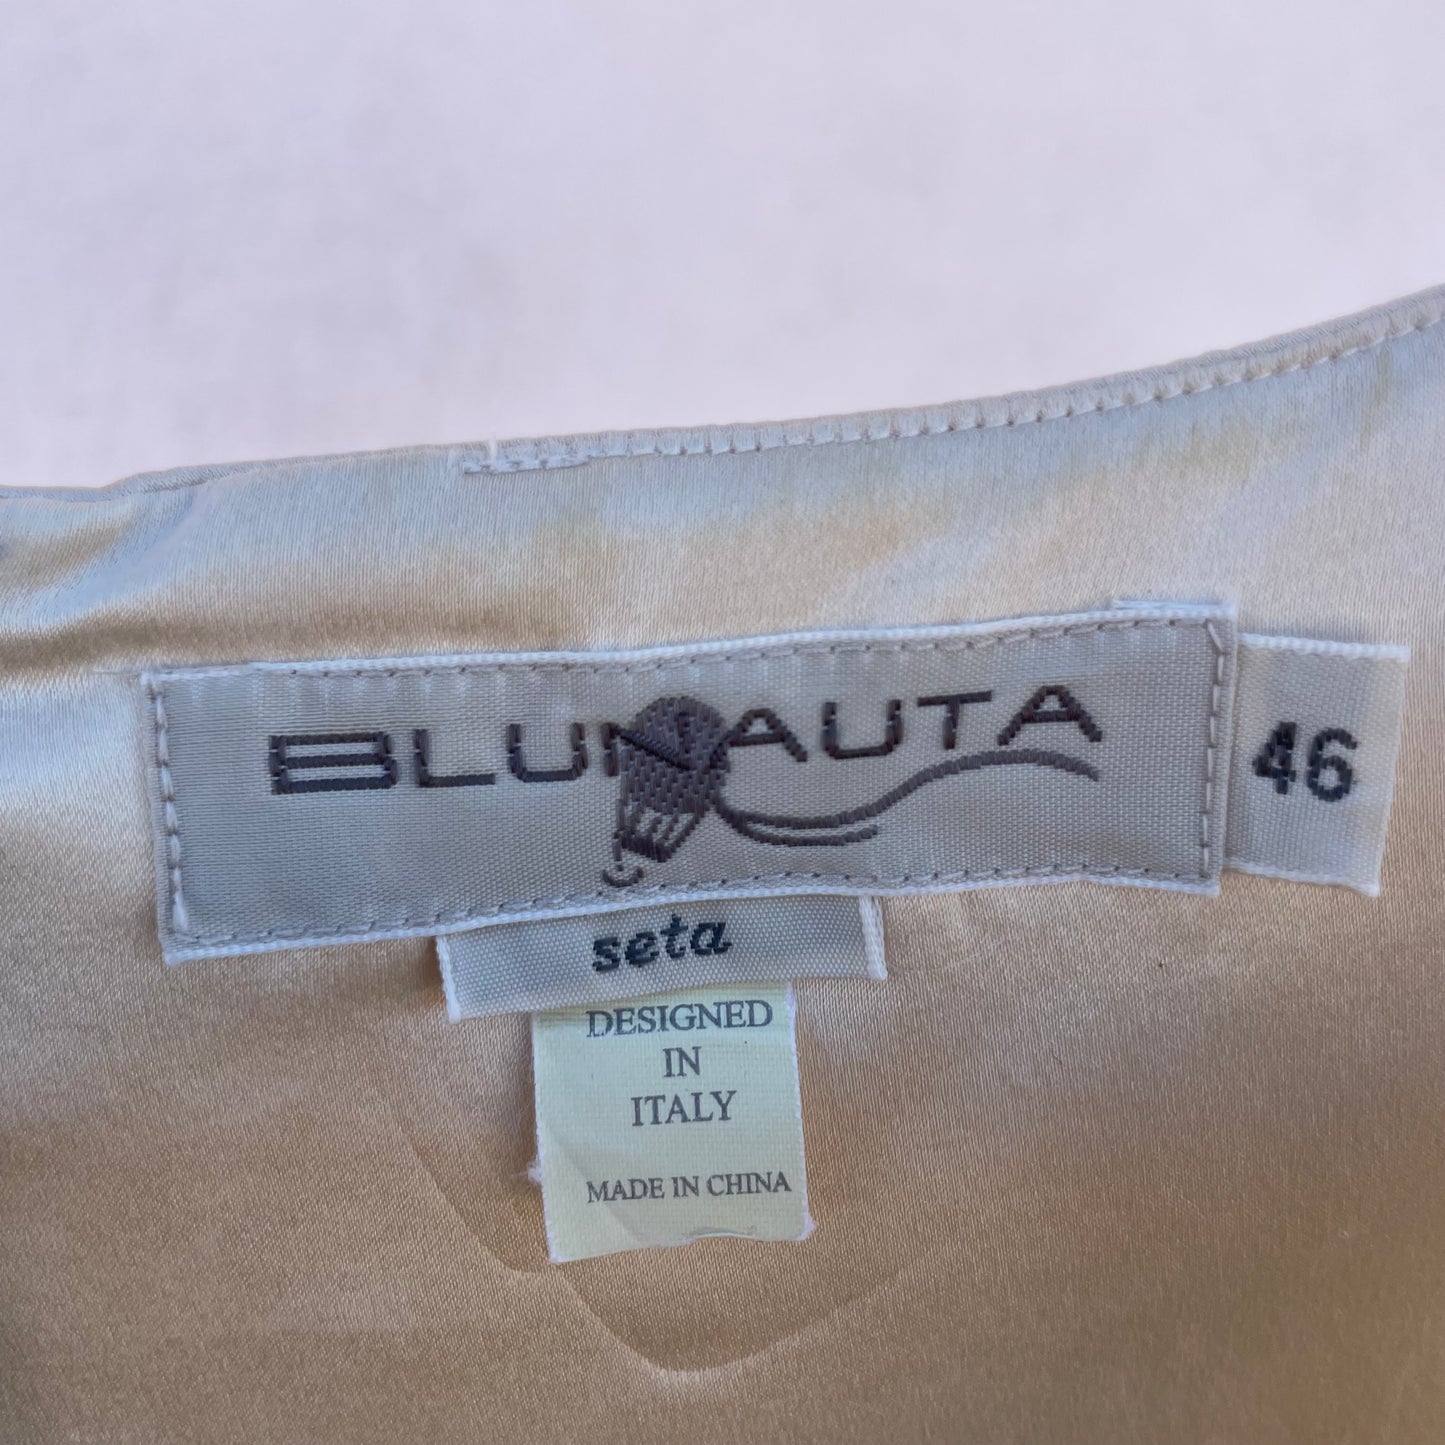 BLUNAUTA
46
seta
DESIGNED
IN
ITALY
MADE IN CHINA